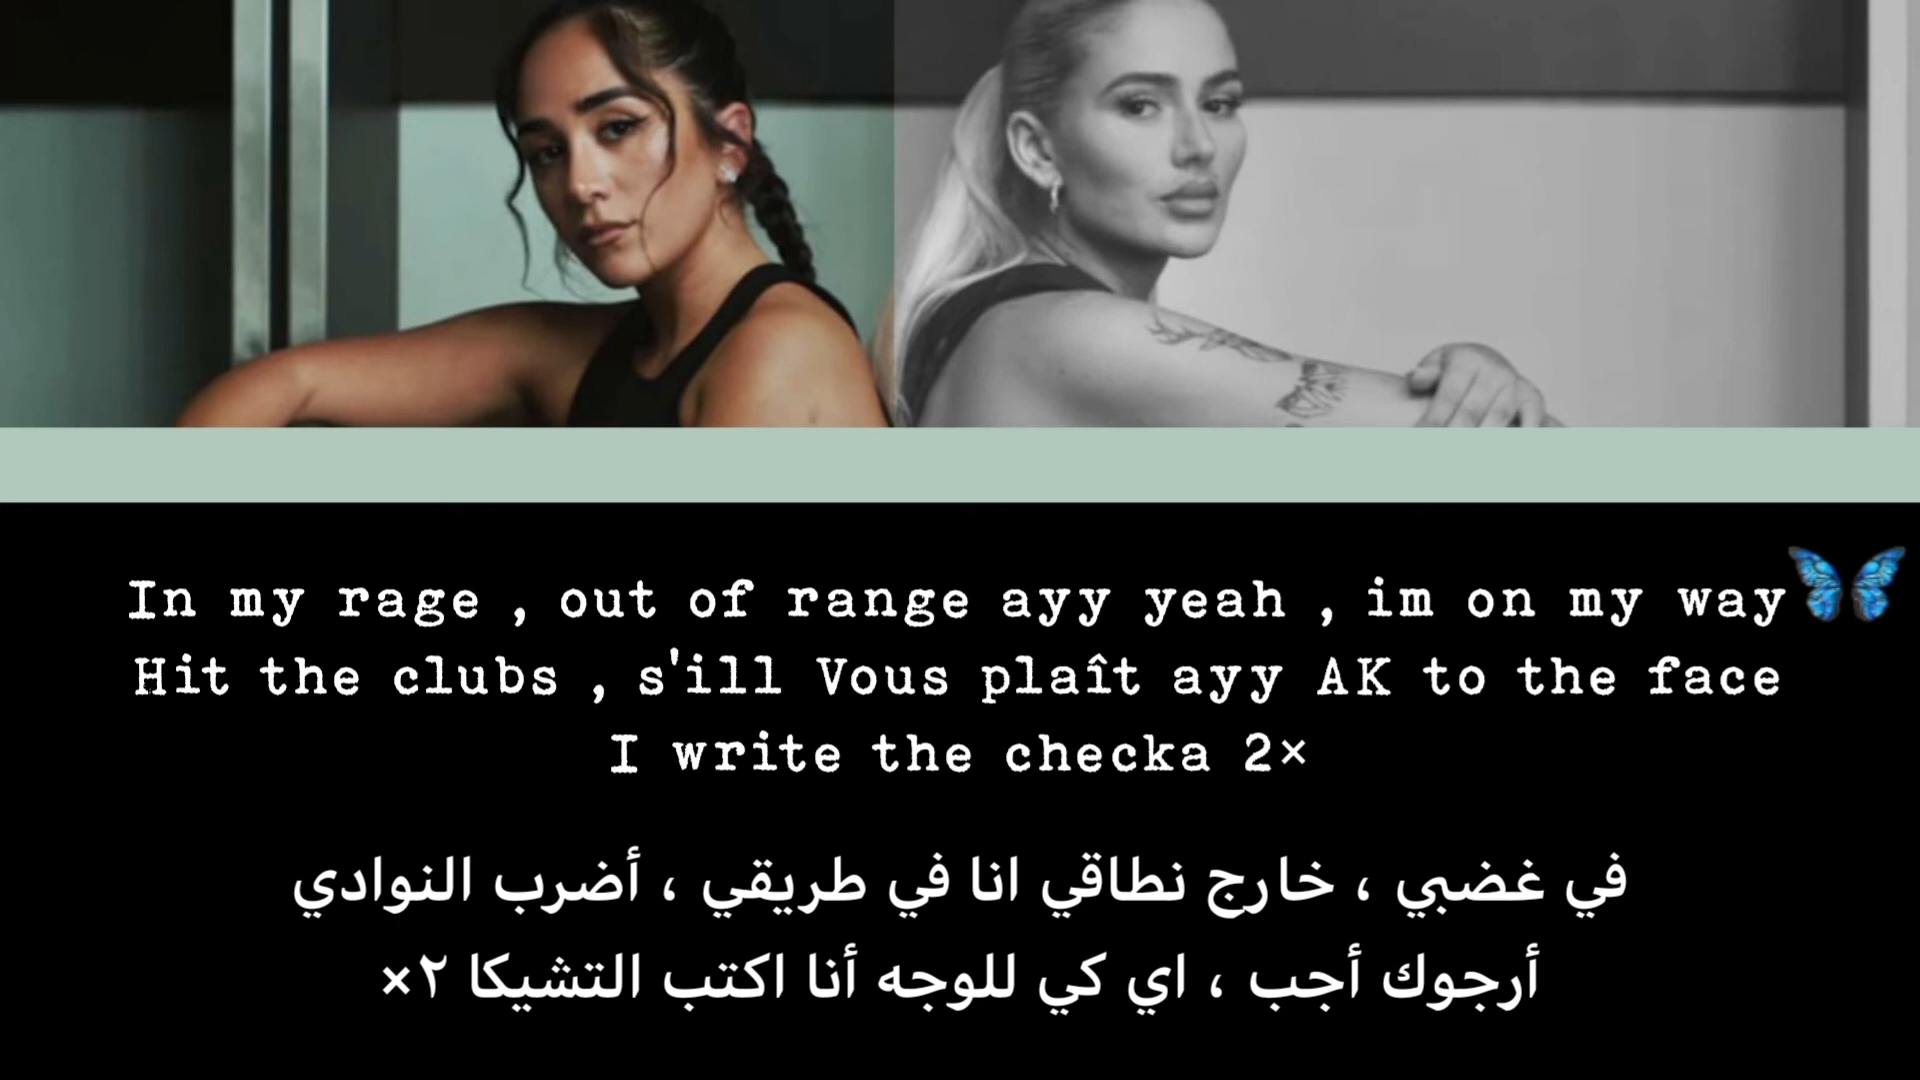 In my rage , out of range ayy yeah , im on my way
Hit the clubs , s'ill Vous plaît ayy AK to the face
I write the checka 2×
في غضبي ، خارج نطاقي انا في طريقي ، أضرب النوادي
أرجوك أجب ، اي كي للوجه أنا اكتب التشيكا ٢×